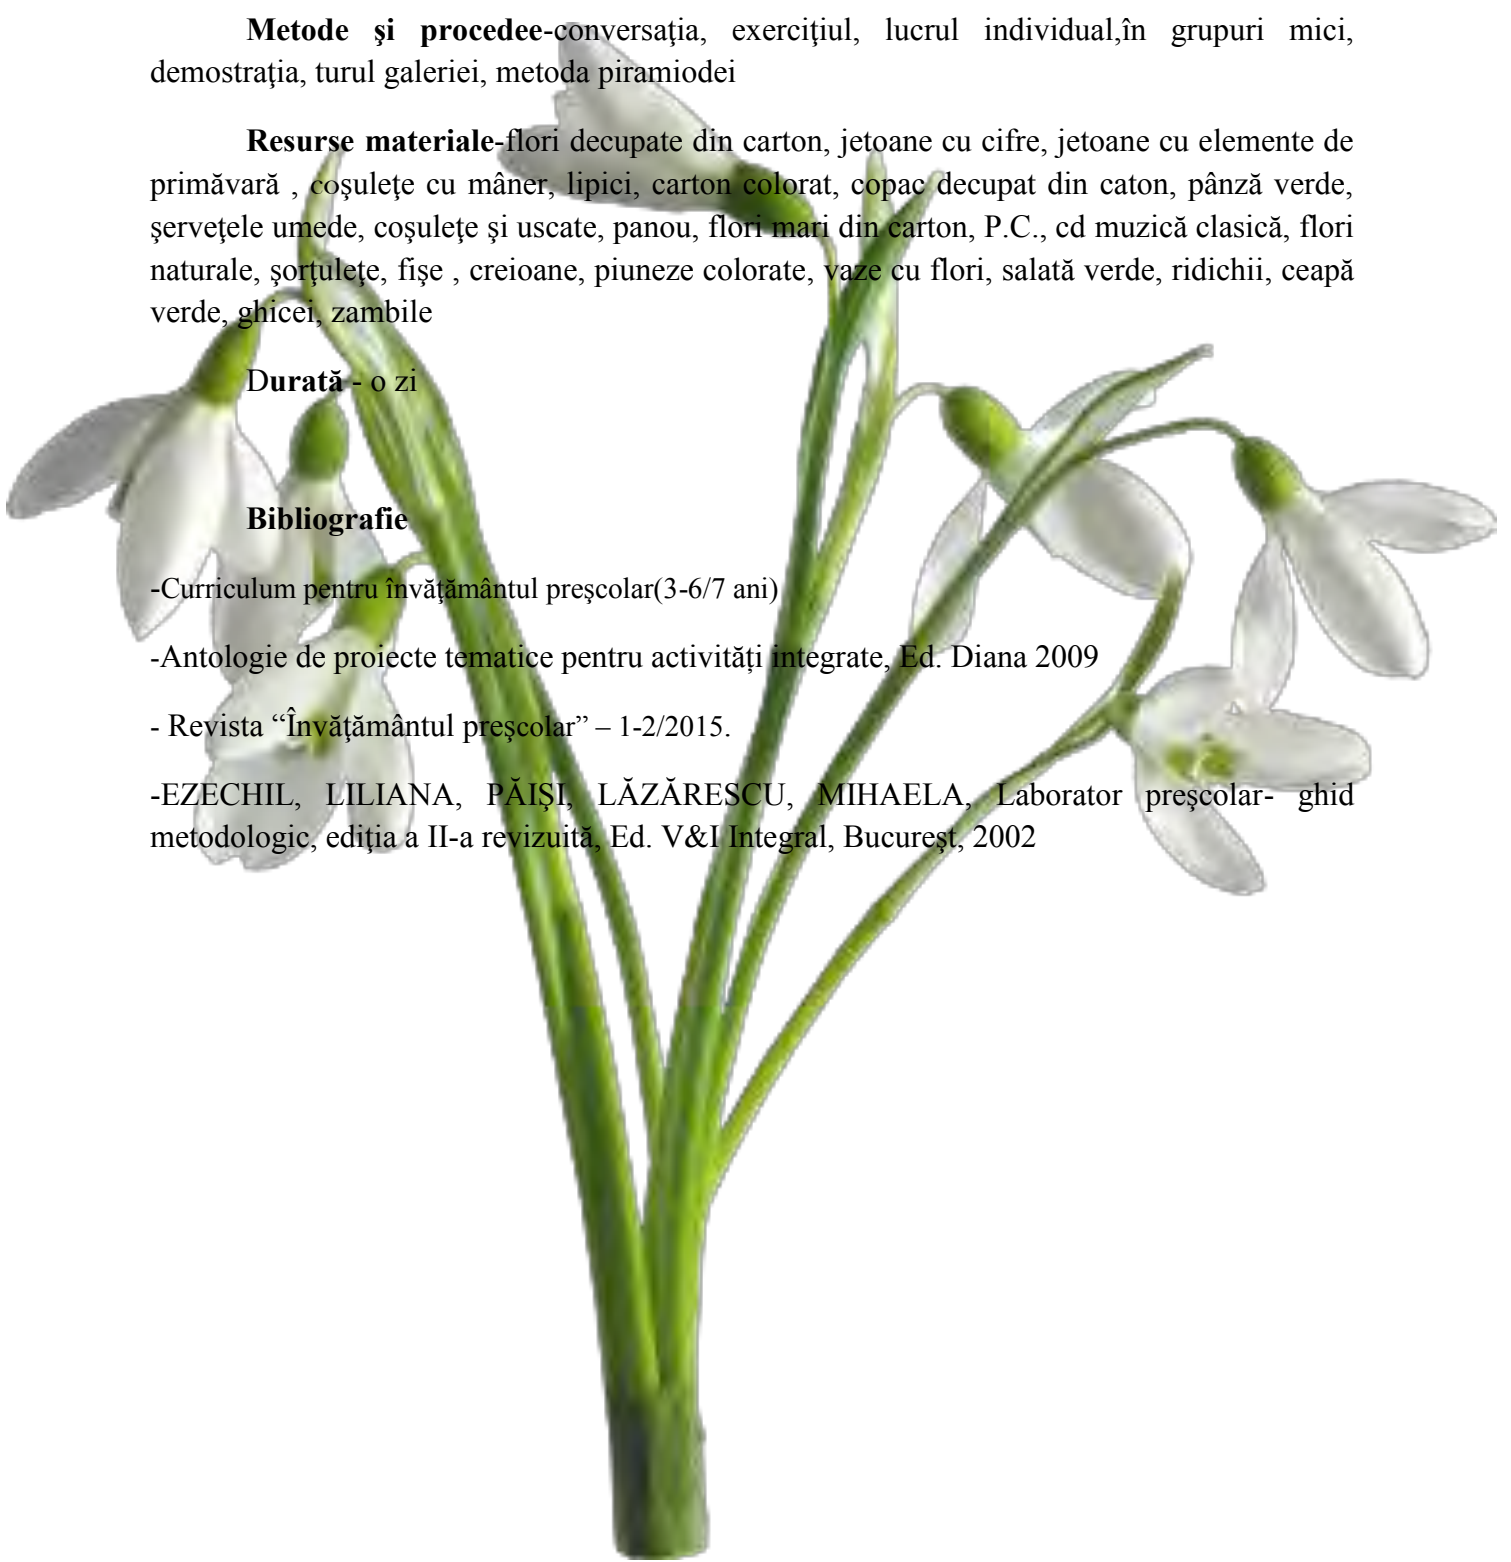 Metode şi procedee-conversaţia, exerciţiul, lucrul individual,în grupuri mici,
demostraţia, turul galeriei, metoda piramiodei
Resurse materiale-flori decupate din carton, jetoane cu cifre, jetoane cu elemente de
primăvară , coşuleţe cu mâner, lipici, carton colorat, copac decupat din caton, pânză verde,
şerveţele umede, coşuleţe şi uscate, panou, flori mari din carton, P.C., cd muzică clasică, flori
naturale, şorţuleţe, fişe , creioane, piuneze colorate, vaze cu flori, salată verde, ridichii, ceapă
verde, ghicei, zambile
Durată - o zi
Bibliografie
-Curriculum pentru învăţământul preşcolar(3-6/7 ani)
-Antologie de proiecte tematice pentru activități integrate, Ed. Diana 2009
- Revista “Învăţământul preşcolar” – 1-2/2015.
-EZECHIL, LILIANA, PĂIŞI, LĂZĂRESCU, MIHAELA, Laborator preşcolar- ghid
metodologic, ediţia a II-a revizuită, Ed. V&I Integral, Bucureşt, 2002